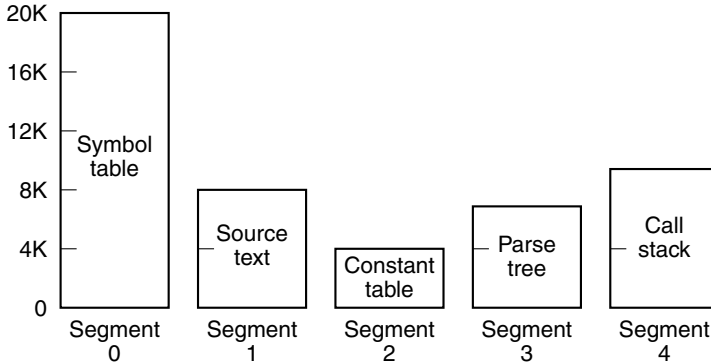 20K
16K
12K
8K
4K
0
Symbol
table
Source
text
Constant
table
Parse
tree
Call
stack
Segment
0
Segment
1
Segment
2
Segment
3
Segment
4